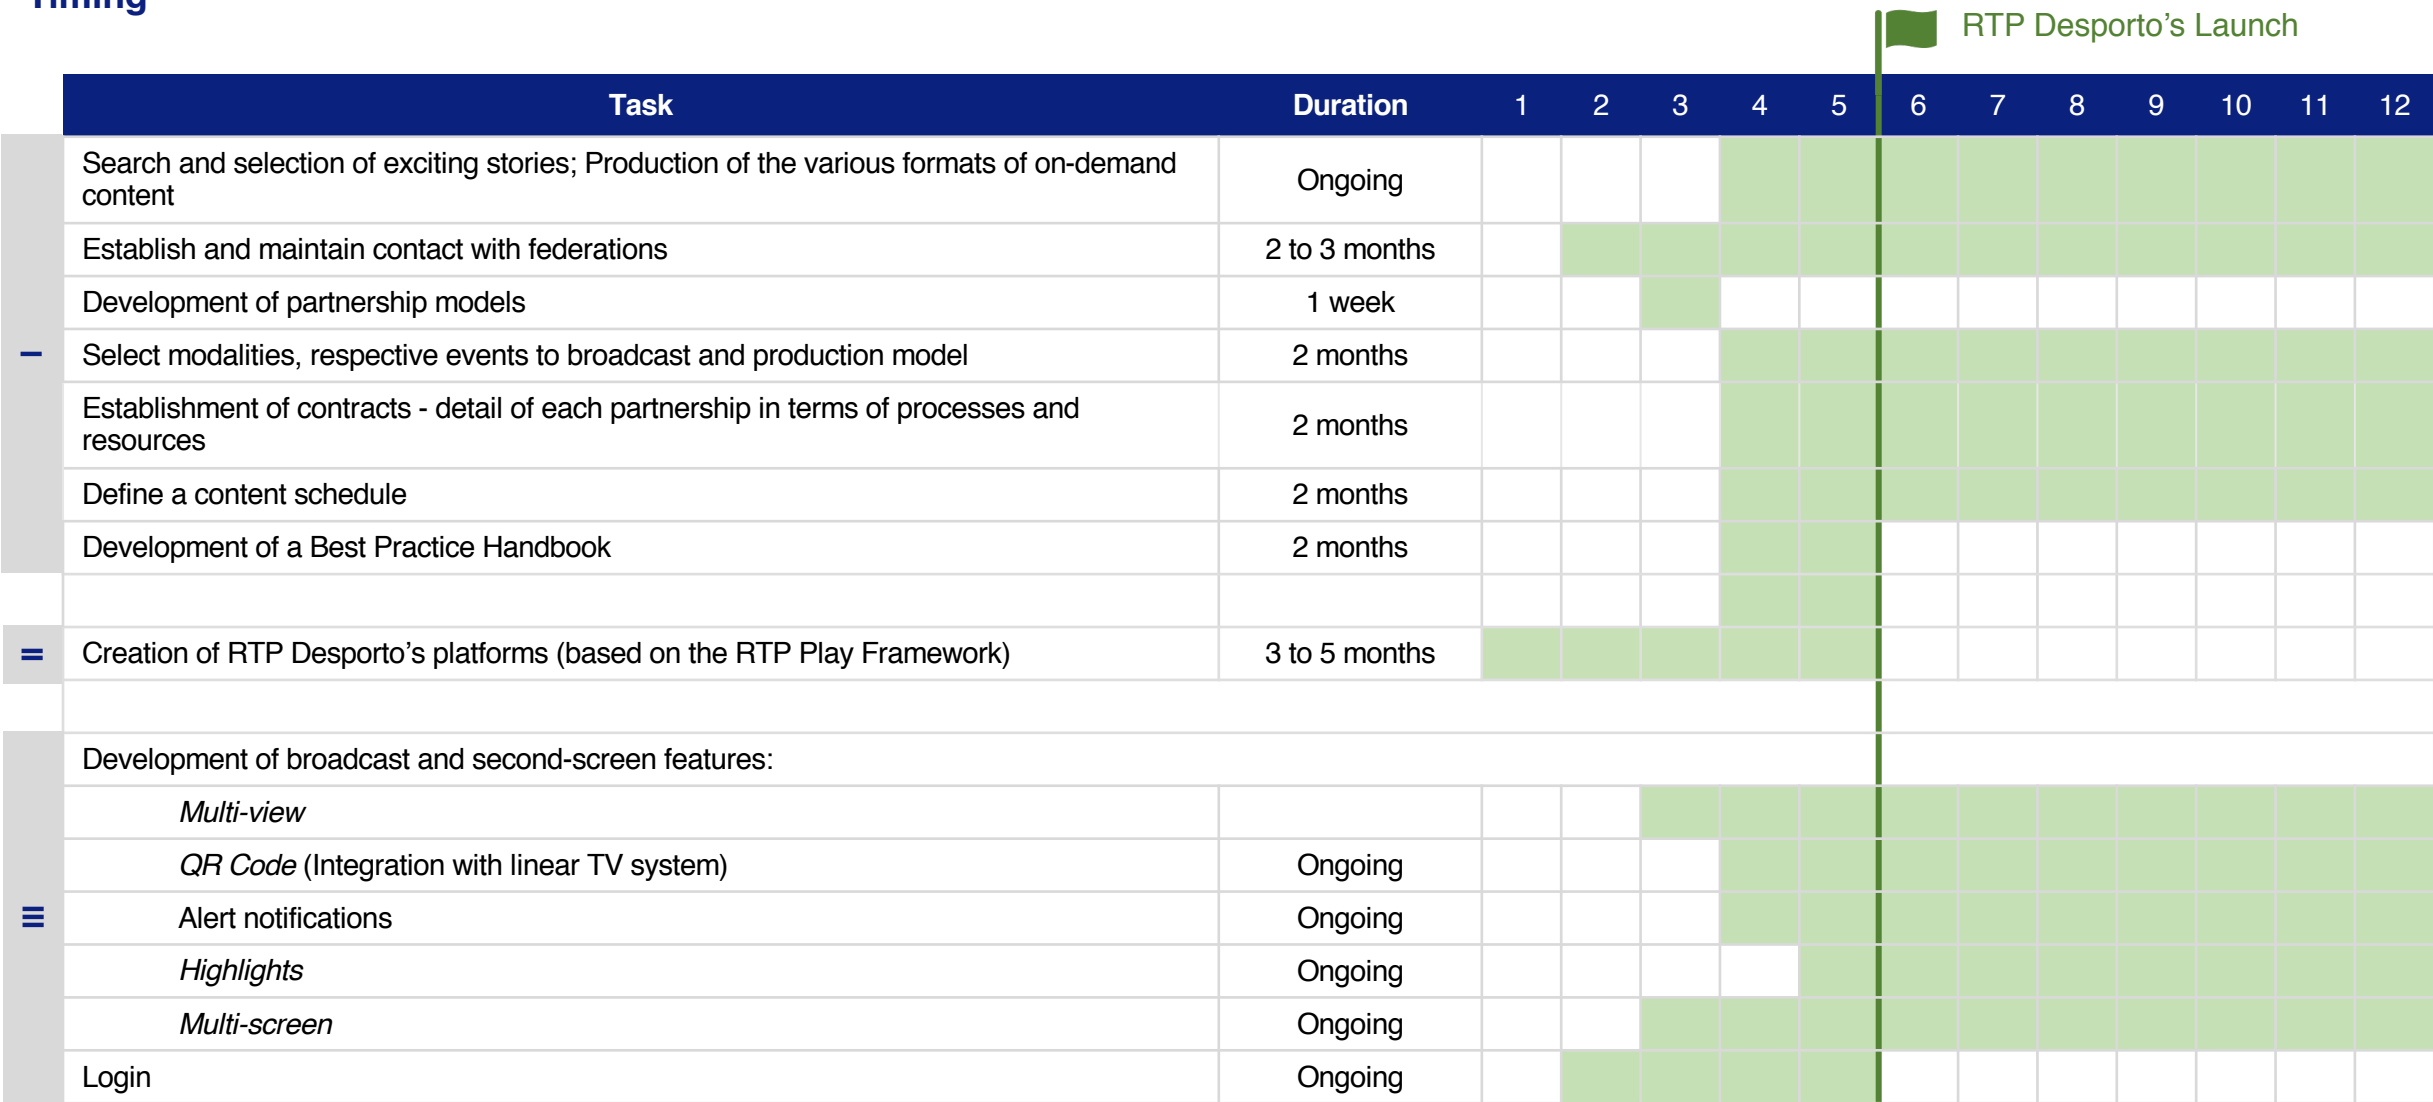 Timing
RTP Desporto’s Launch
Task Duration 1 2 3 4 5 6 7 8 9 10 11 12
Search and selection of exciting stories; Production of the various formats of on-demand
content
Ongoing
Establish and maintain contact with federations 2 to 3 months
Development of partnership models 1 week
I
Select modalities, respective events to broadcast and production model 2 months
Establishment of contracts - detail of each partnership in terms of processes and
resources
2 months
Define a content schedule 2 months
Development of a Best Practice Handbook 2 months
II
Creation of RTP Desporto’s platforms (based on the RTP Play Framework) 3 to 5 months
Development of broadcast and second-screen features:
Multi-view
QR Code (Integration with linear TV system) Ongoing
III
Alert notifications Ongoing
Highlights Ongoing
Multi-screen Ongoing
Login Ongoing